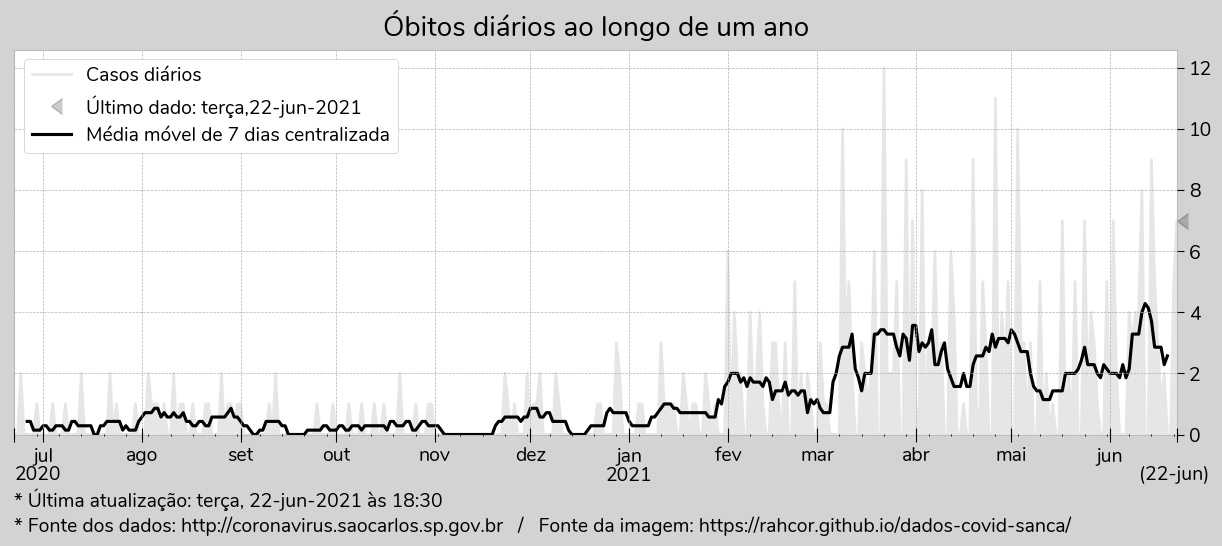 Óbitos diários ao longo de um ano
Casos diários
Último dado: terça,22-jun-2021
Média móvel de 7 dias centralizada
12
10
8
6
4
2
0
jul ago set out nov dez jan fev mar abr mai jun
2020 2021 (22-jun)
* Última atualização: terça, 22-jun-2021 às 18:30
* Fonte dos dados: http://coronavirus.saocarlos.sp.gov.br / Fonte da imagem: https://rahcor.github.io/dados-covid-sanca/